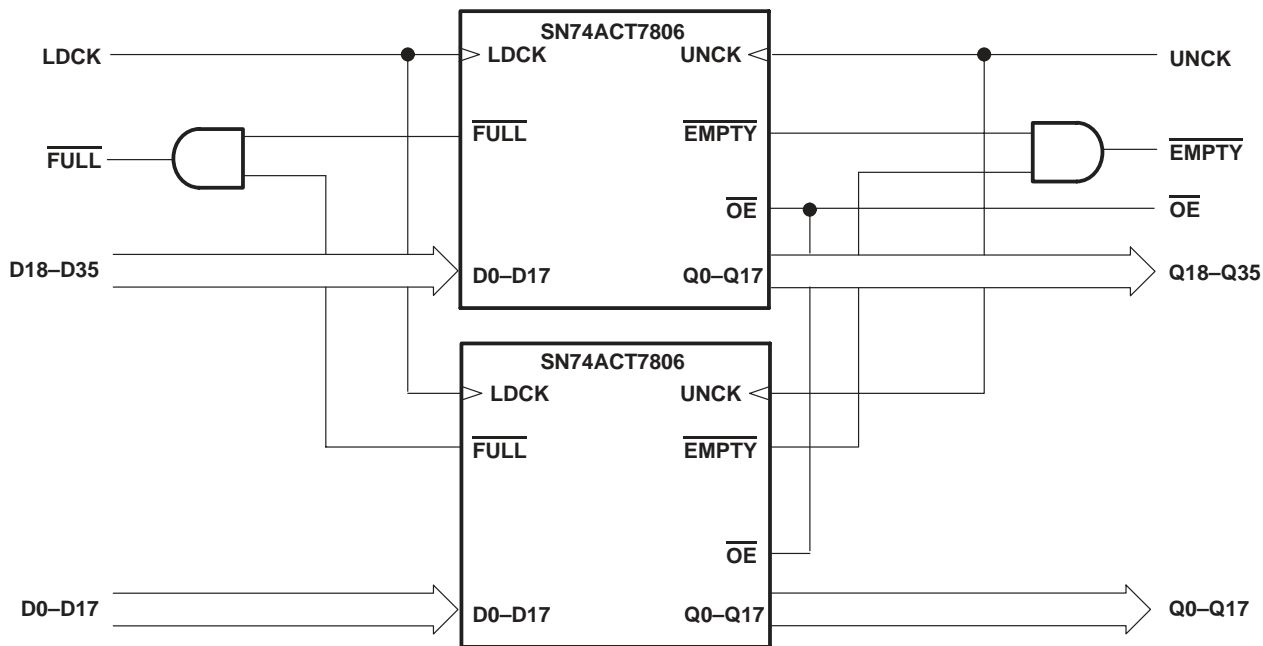 SN74ACT7806
LDCK
LDCK
UNCK
UNCK
FULL
FULL
EMPTY
EMPTY
OE
OE
D18–D35
D0–D17
Q0–Q17
Q18–Q35
SN74ACT7806
LDCK
UNCK
FULL
EMPTY
OE
D0–D17
D0–D17
Q0–Q17
Q0–Q17